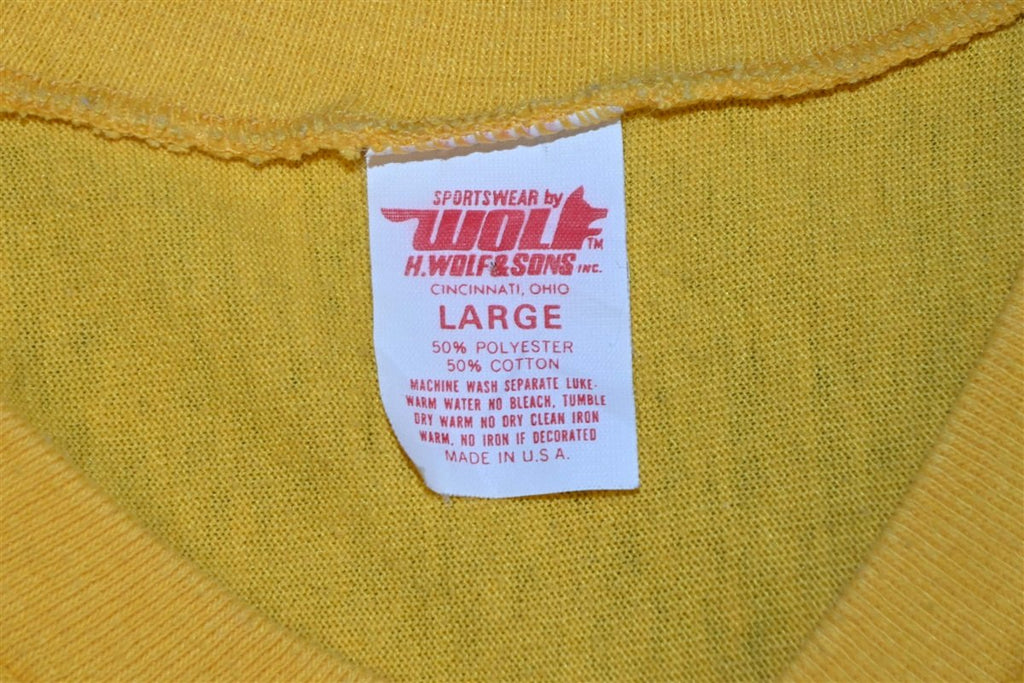 SPORTSWEAR by
WOLF TM
H. WOLF & SONS INC.
CINCINNATI, OHIO
LARGE
50% POLYESTER
50% COTTON
MACHINE WASH SEPARATE LUKE-
WARM WATER NO BLEACH, TUMBLE
DRY WARM NO DRY CLEAN IRON
WARM, NO IRON IF DECORATED
MADE IN U.S.A.